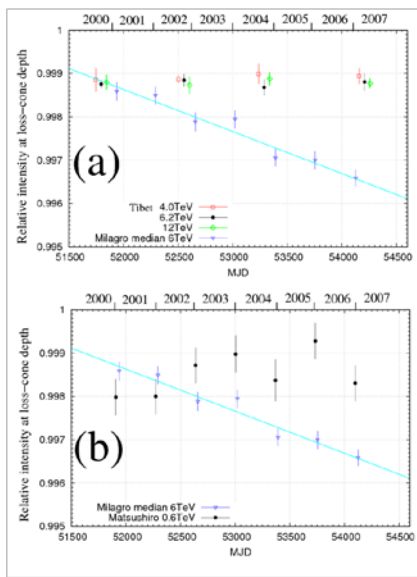 2000 2001 2002 2003 2004 2005 2006 2007
1
0.999
0.998
0.997
0.996
0.995
Relative intensity at loss-cone depth
(a)
Tibet 4.0TeV
6.2TeV
12TeV
Milagro median 6TeV
51500 52000 52500 53000 53500 54000 54500
MJD
2000 2001 2002 2003 2004 2005 2006 2007
1
0.999
0.998
0.997
0.996
0.995
Relative intensity at loss-cone depth
(b)
Milagro median 6TeV
Matsushiro 0.6TeV
51500 52000 52500 53000 53500 54000 54500
MJD